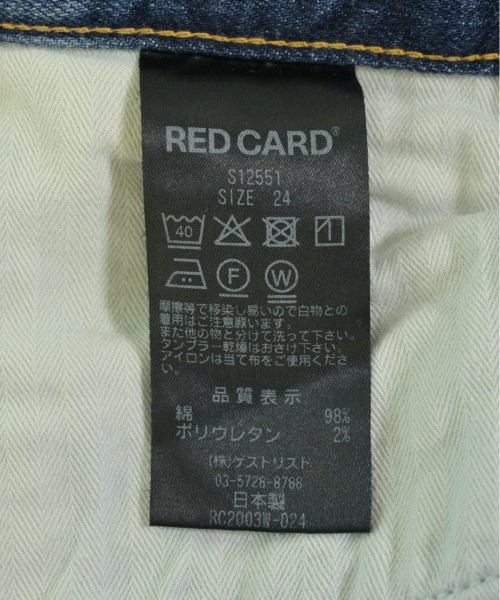 RED CARD®
S12551
SIZE 24
40
F W
摩擦等で移染し易いので白物との
着用はご注意願います。
また他の物と分けて洗って下さい。
タンブラー乾燥はおさけ下さい。
アイロンは当て布をご使用くださ
い。
品質表示
綿 98%
ポリウレタン 2%
(株)ゲストリスト
03-5728-8788
日本製
RC2003W-D24